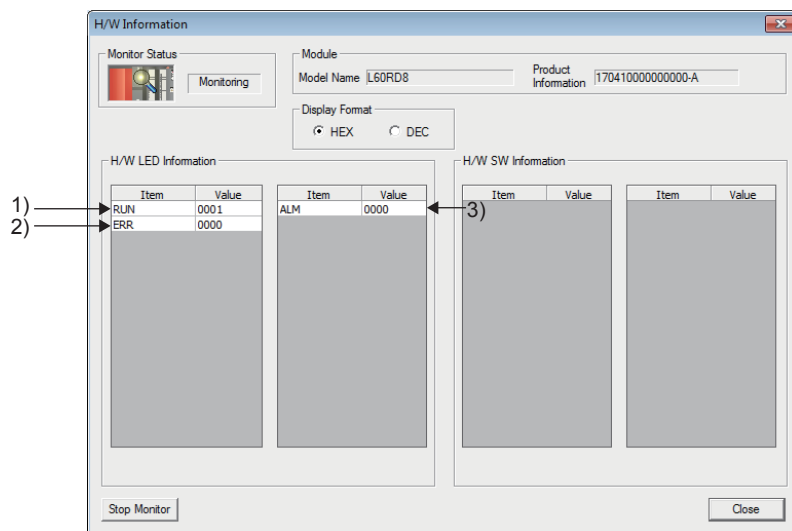 H/W Information
Monitor Status
Monitoring
Module
Model Name L60RD8
Product
Information 170410000000000-A
Display Format
HEX DEC
H/W LED Information
H/W SW Information
Item Value Item Value Item Value Item Value
1) RUN 0001 ALM 0000 3)
2) ERR 0000
Stop Monitor Close